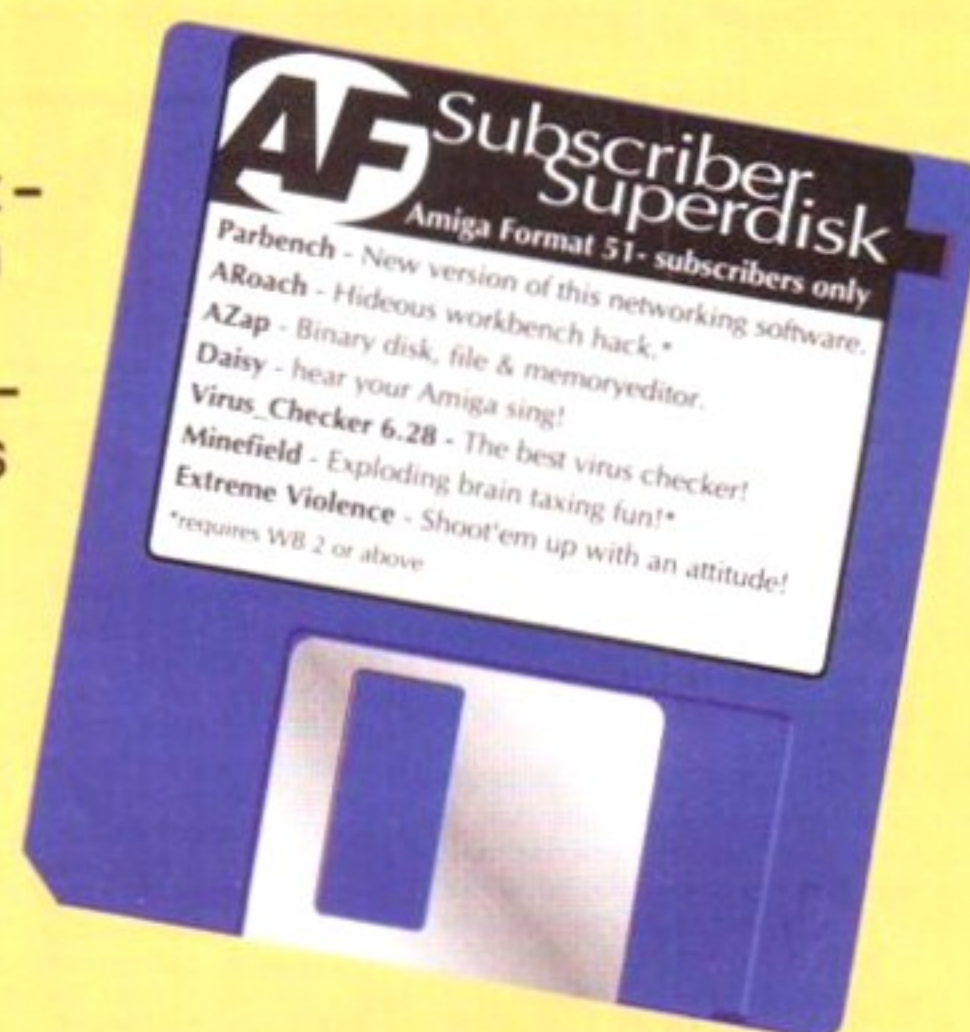 AF Subscriber
Superdisk
Amiga Format 51- subscribers only
Parbench - New version of this networking software.
ARoach - Hideous workbench hack.*
AZap - Binary disk, file & memoryeditor.
Daisy - hear your Amiga sing!
Virus_Checker 6.28 - The best virus checker!
Minefield - Exploding brain taxing fun!*
Extreme Violence - Shoot'em up with an attitude!
*requires WB 2 or above